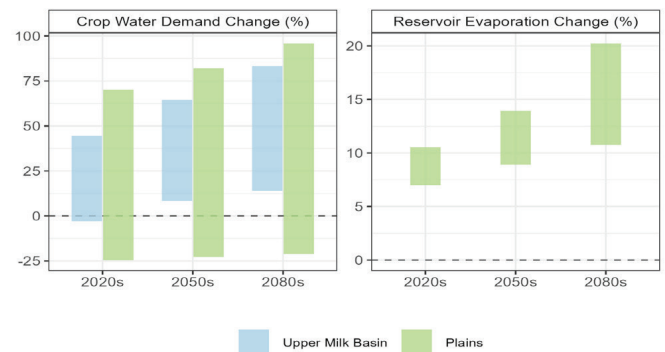 Crop Water Demand Change (%)
100
75
50
25
0
-25
2020s 2050s 2080s
Reservoir Evaporation Change (%)
20
15
10
5
0
2020s 2050s 2080s
Upper Milk Basin Plains